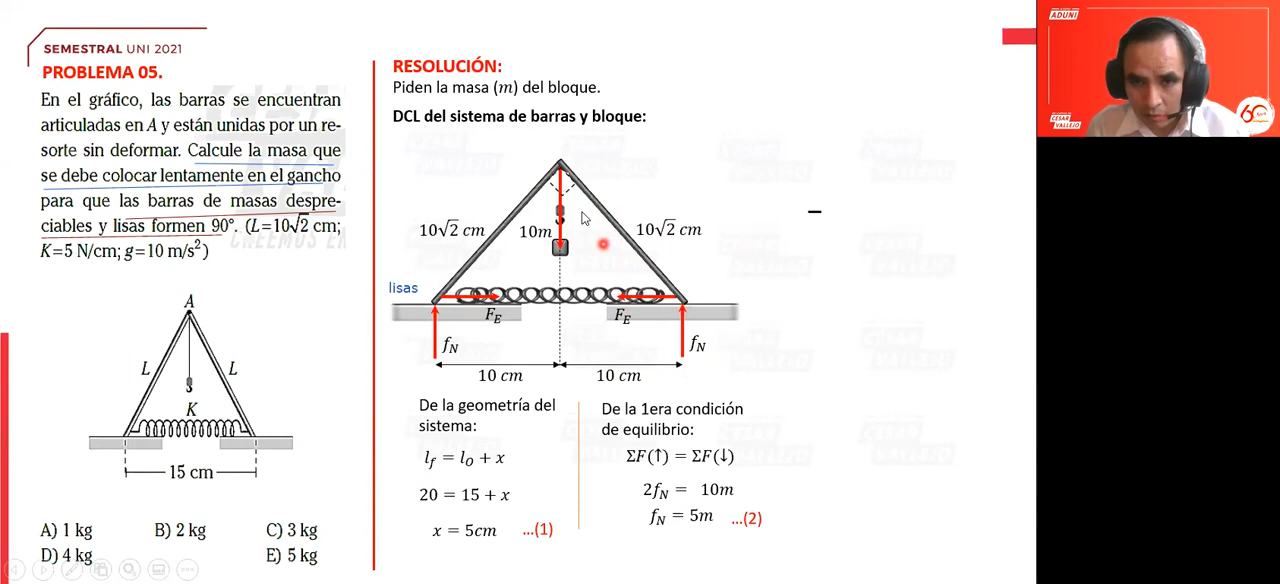 SEMESTRAL UNI 2021
PROBLEMA 05.
En el gráfico, las barras se encuentran
articuladas en A y están unidas por un re-
sorte sin deformar. Calcule la masa que
se debe colocar lentamente en el gancho
para que las barras de masas despre-
ciables y lisas formen 90°. (L=10√2 cm;
K=5 N/cm; g=10 m/s²)
A
L
L
K
15 cm
A) 1 kg
B) 2 kg
C) 3 kg
D) 4 kg
E) 5 kg
RESOLUCIÓN:
Piden la masa (m) del bloque.
DCL del sistema de barras y bloque:
10√2 cm
10m
10√2 cm
lisas
F_E
F_E
f_N
f_N
10 cm
10 cm
De la geometría del
sistema:
l_f = l_0 + x
20 = 15 + x
x = 5cm ...(1)
De la 1era condición
de equilibrio:
ΣF(↑) = ΣF(↓)
2f_N = 10m
f_N = 5m ...(2)
ADUNI
CESAR
VALLEJO
60